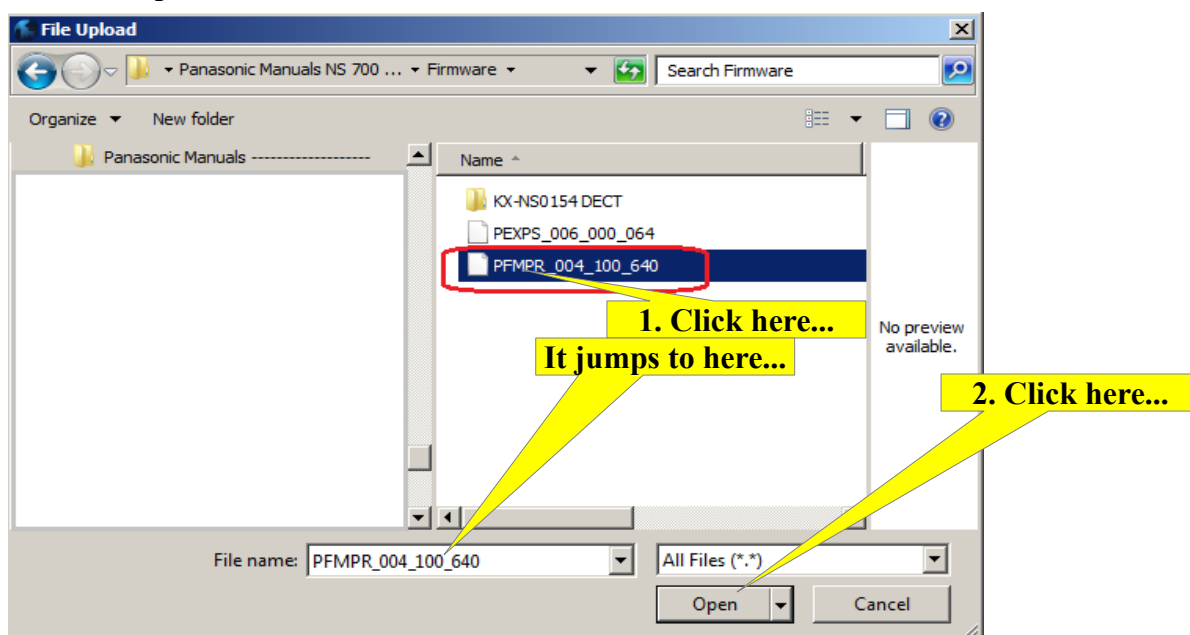 File Upload
Panasonic Manuals NS 700 ... Firmware
Search Firmware
Organize
New folder
Panasonic Manuals --------------------
Name
KX-NS0154 DECT
PEXPS_006_000_064
PFMPR_004_100_640
1. Click here...
No preview
available.
It jumps to here...
2. Click here...
File name: PFMPR_004_100_640
All Files (*.*)
Open
Cancel